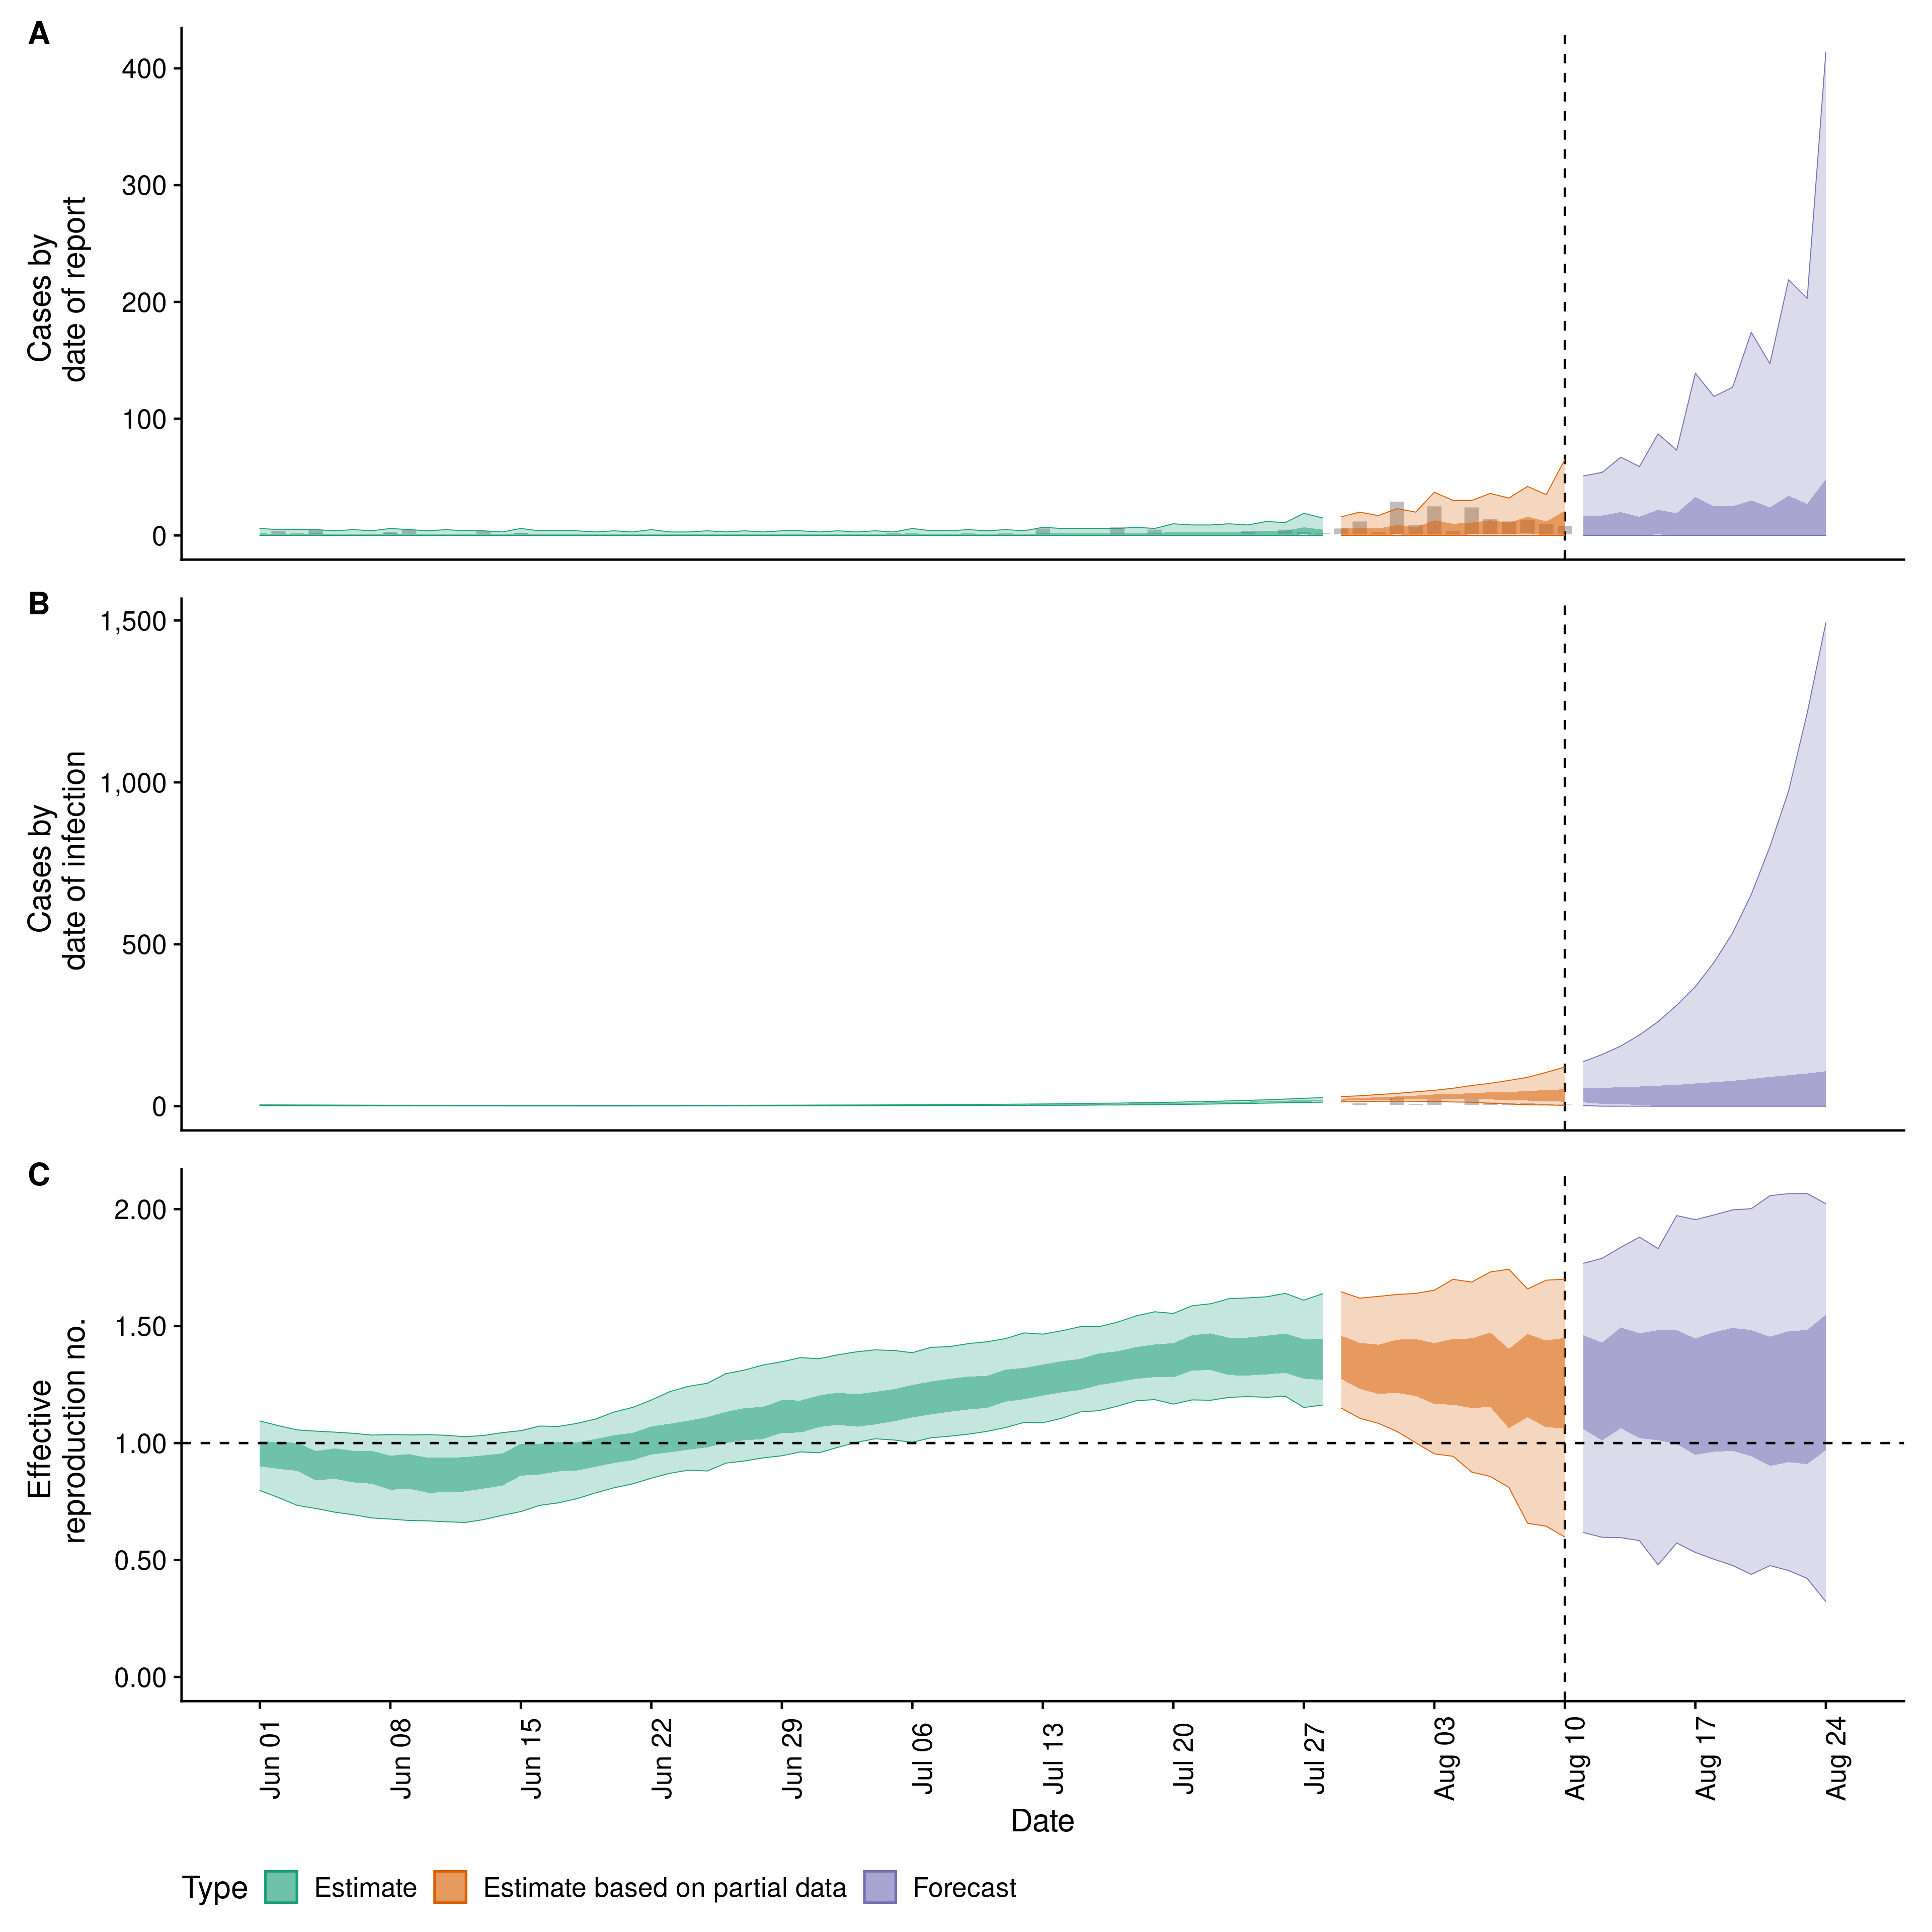 A
Cases by
date of report
400
300
200
100
0
B
Cases by
date of infection
1,500
1,000
500
0
C
Effective
reproduction no.
2.00
1.50
1.00
0.50
0.00
Jun 01
Jun 08
Jun 15
Jun 22
Jun 29
Jul 06
Jul 13
Jul 20
Jul 27
Aug 03
Aug 10
Aug 17
Aug 24
Date
Type Estimate Estimate based on partial data Forecast